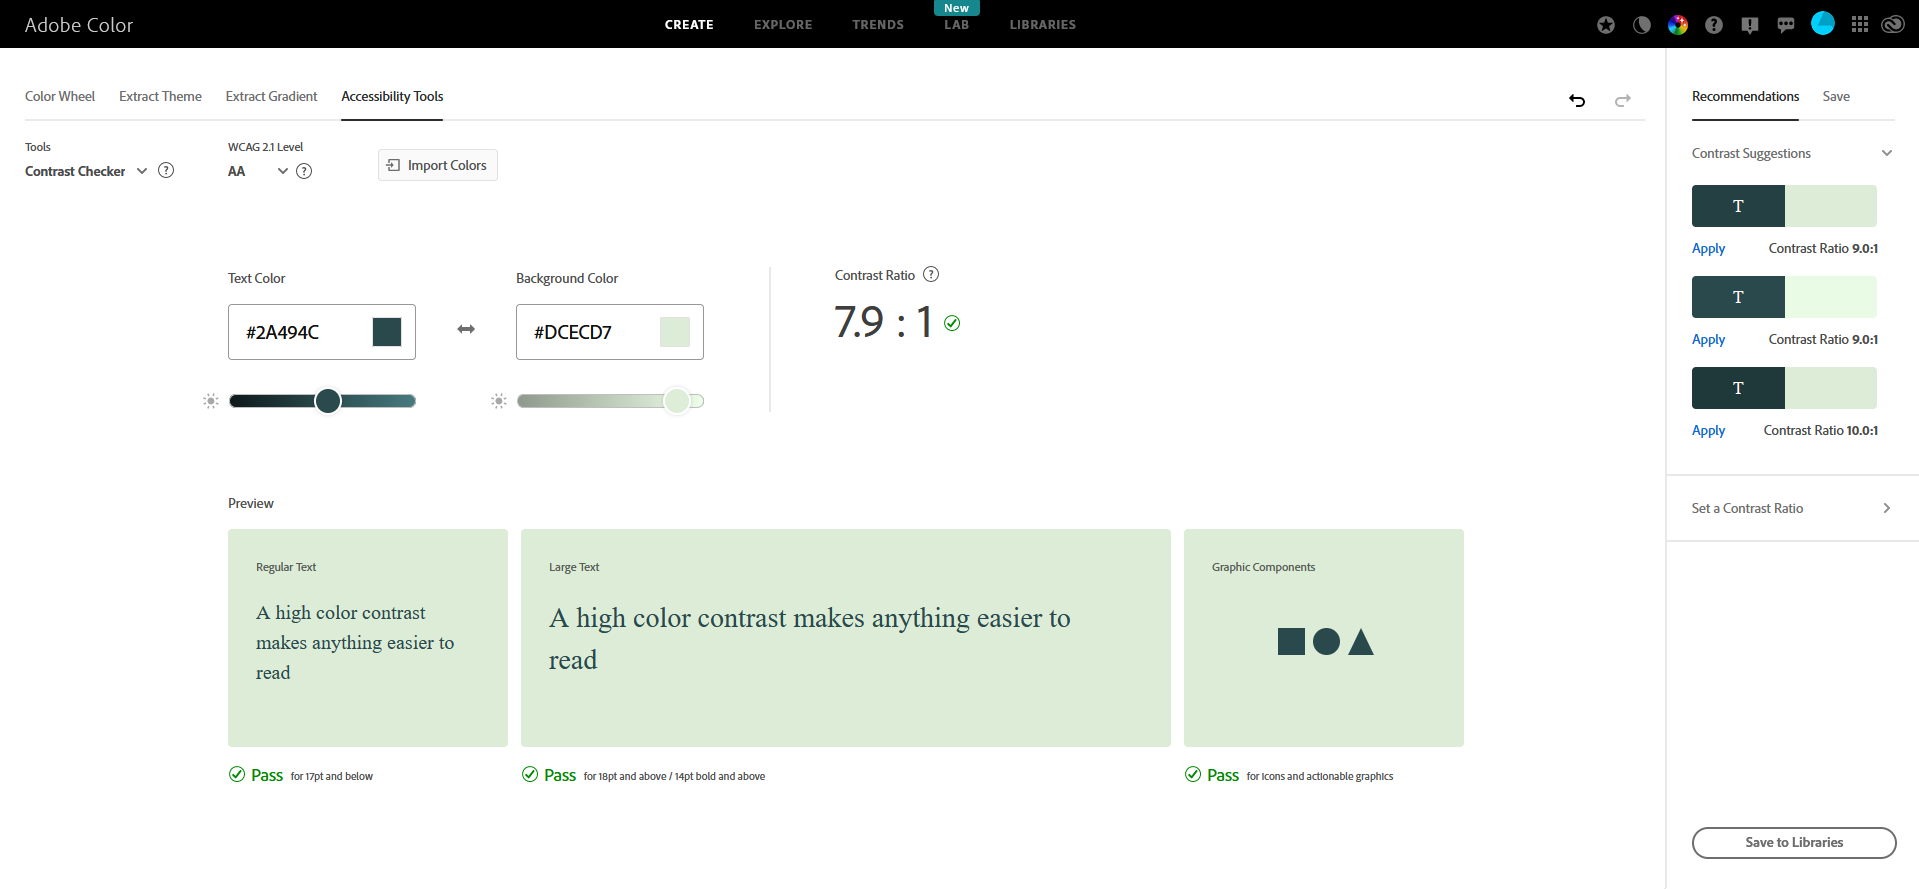 Adobe Color
CREATE
EXPLORE
TRENDS
New
LAB
LIBRARIES
Color Wheel
Extract Theme
Extract Gradient
Accessibility Tools
Recommendations
Save
Tools
Contrast Checker
WCAG 2.1 Level
AA
Import Colors
Contrast Suggestions
T
Apply
Contrast Ratio 9.0:1
T
Apply
Contrast Ratio 9.0:1
T
Apply
Contrast Ratio 10.0:1
Set a Contrast Ratio
Text Color
#2A494C
Background Color
#DCECD7
Contrast Ratio
7.9 : 1
Preview
Regular Text
A high color contrast
makes anything easier to
read
Pass for 17pt and below
Large Text
A high color contrast makes anything easier to
read
Pass for 18pt and above / 14pt bold and above
Graphic Components
Pass for icons and actionable graphics
Save to Libraries